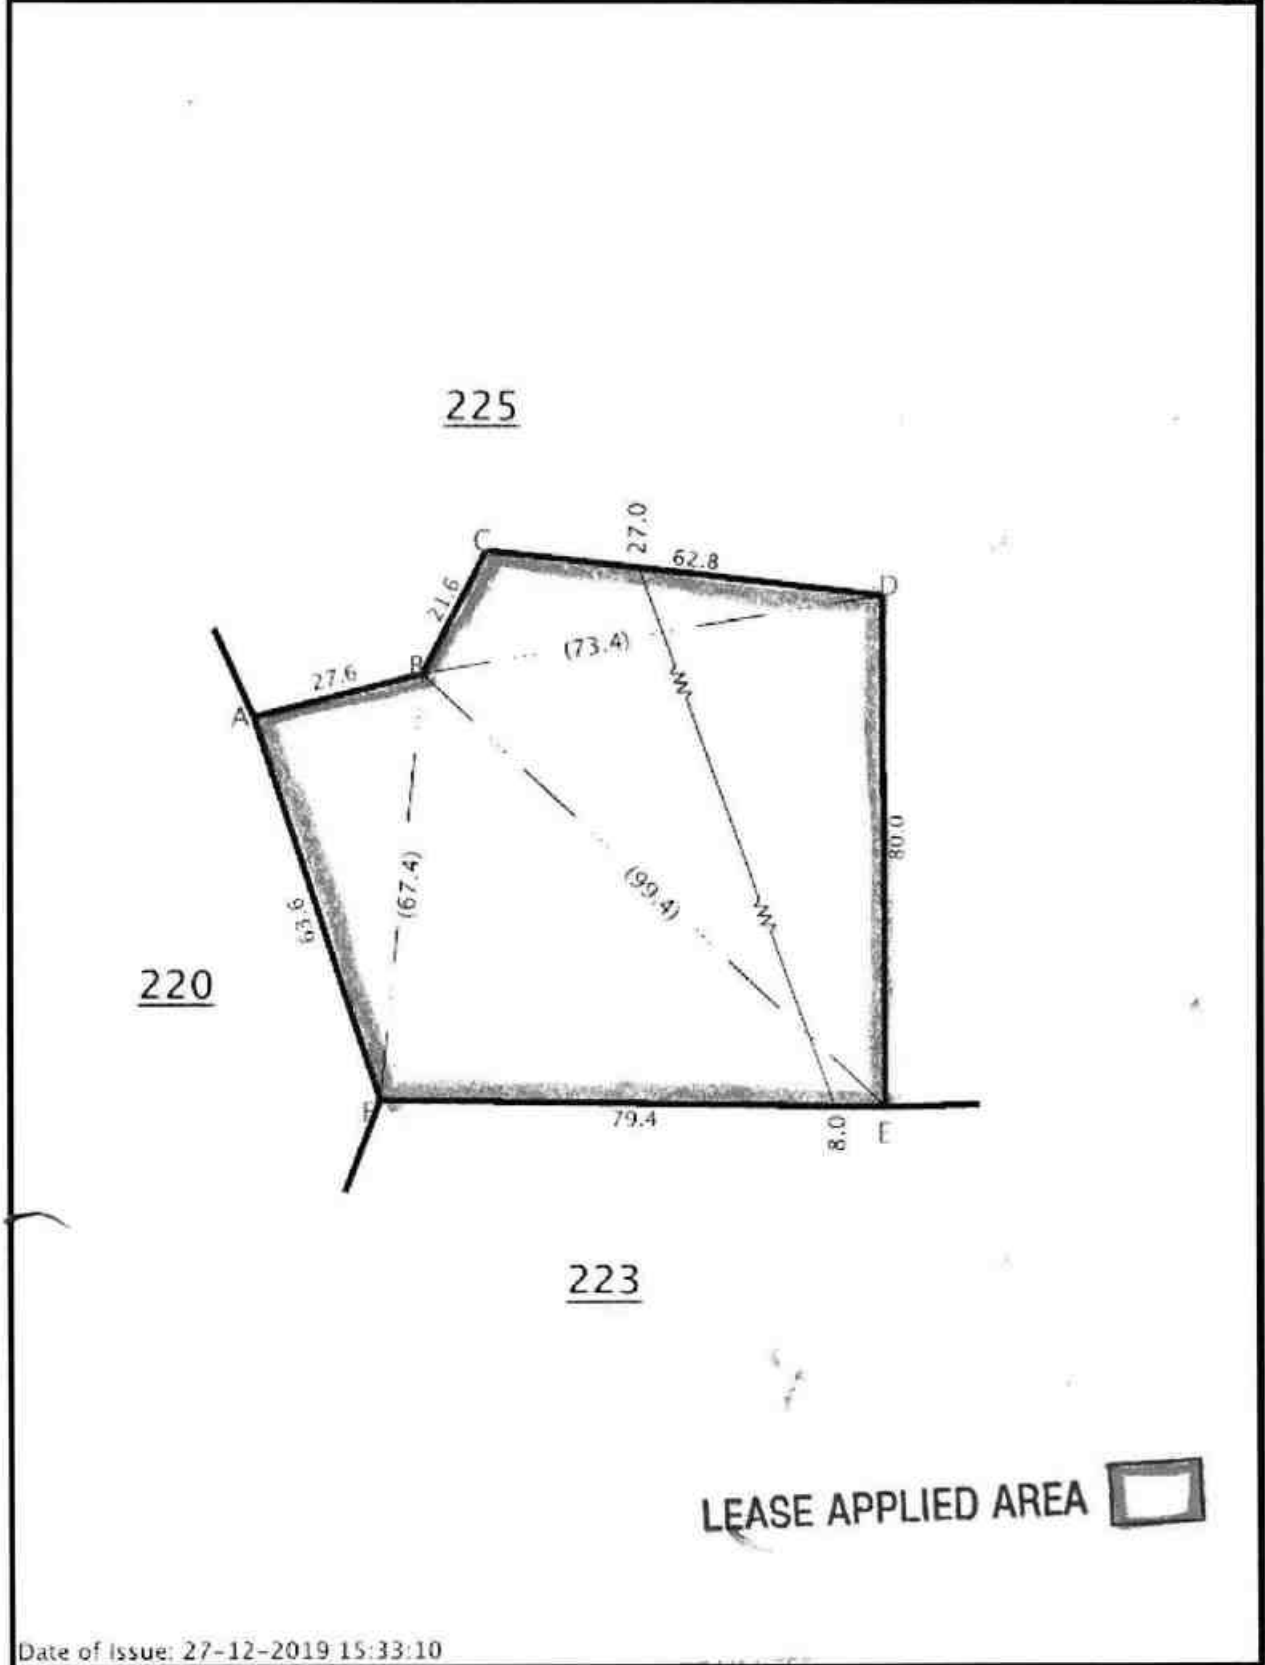 225
27.0
C
62.8
D
21.6
(73.4)
B
27.6
A
80.0
(67.4)
(99.4)
63.6
220
F
79.4
8.0
E
223
LEASE APPLIED AREA
Date of Issue: 27-12-2019 15:33:10